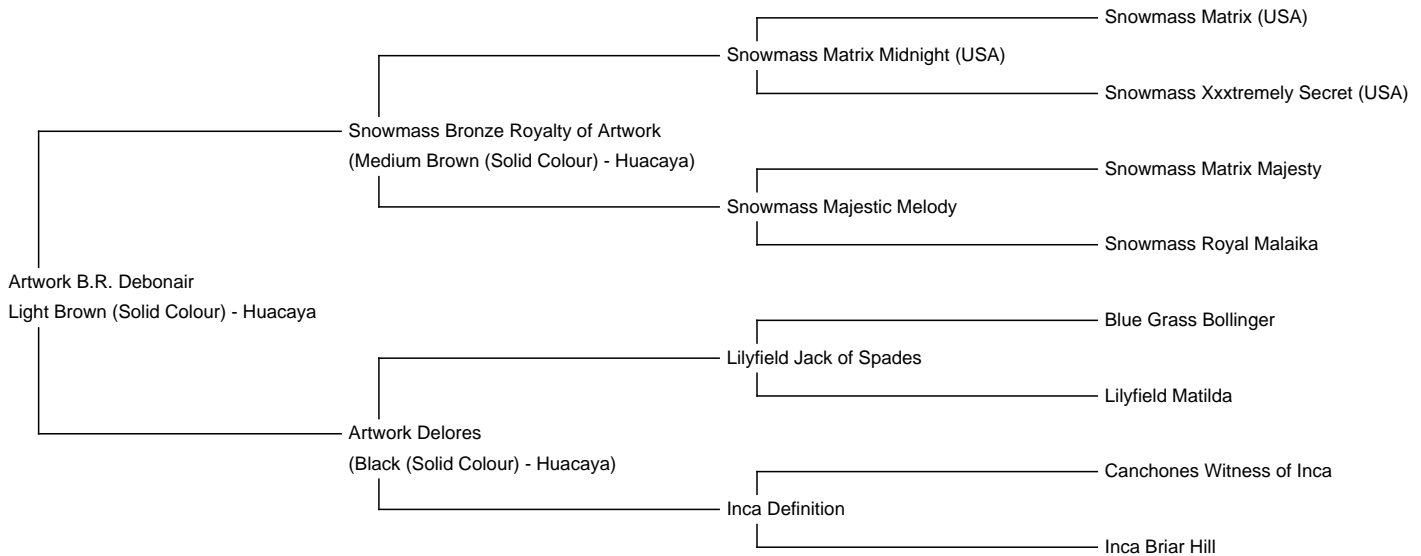 Snowmass Matrix (USA)
Snowmass Matrix Midnight (USA)
Snowmass Xxxtremely Secret (USA)
Snowmass Bronze Royalty of Artwork
(Medium Brown (Solid Colour) - Huacaya)
Snowmass Matrix Majesty
Snowmass Majestic Melody
Snowmass Royal Malaika
Artwork B.R. Debonair
Light Brown (Solid Colour) - Huacaya
Blue Grass Bollinger
Lilyfield Jack of Spades
Lilyfield Matilda
Artwork Delores
(Black (Solid Colour) - Huacaya)
Canchones Witness of Inca
Inca Definition
Inca Briar Hill